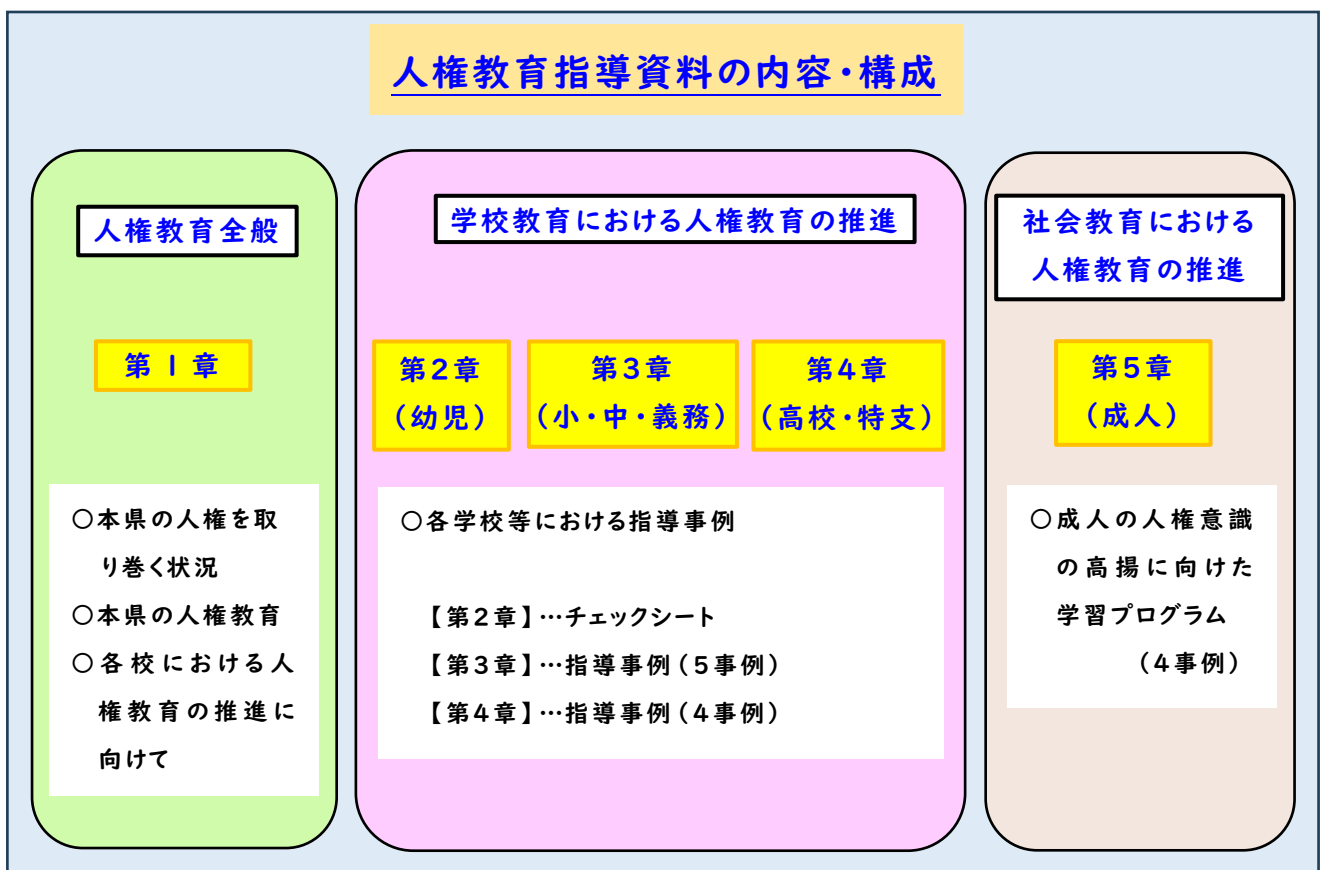 人権教育指導資料の内容・構成
人権教育全般
第1章
○本県の人権を取
り巻く状況
○本県の人権教育
○各校における人
権教育の推進に
向けて
学校教育における人権教育の推進
第2章
(幼児)
第3章
(小・中・義務)
第4章
(高校・特支)
○各学校等における指導事例
【第2章】…チェックシート
【第3章】…指導事例(5事例)
【第4章】…指導事例(4事例)
社会教育における
人権教育の推進
第5章
(成人)
○成人の人権意識
の高揚に向けた
学習プログラム
(4事例)